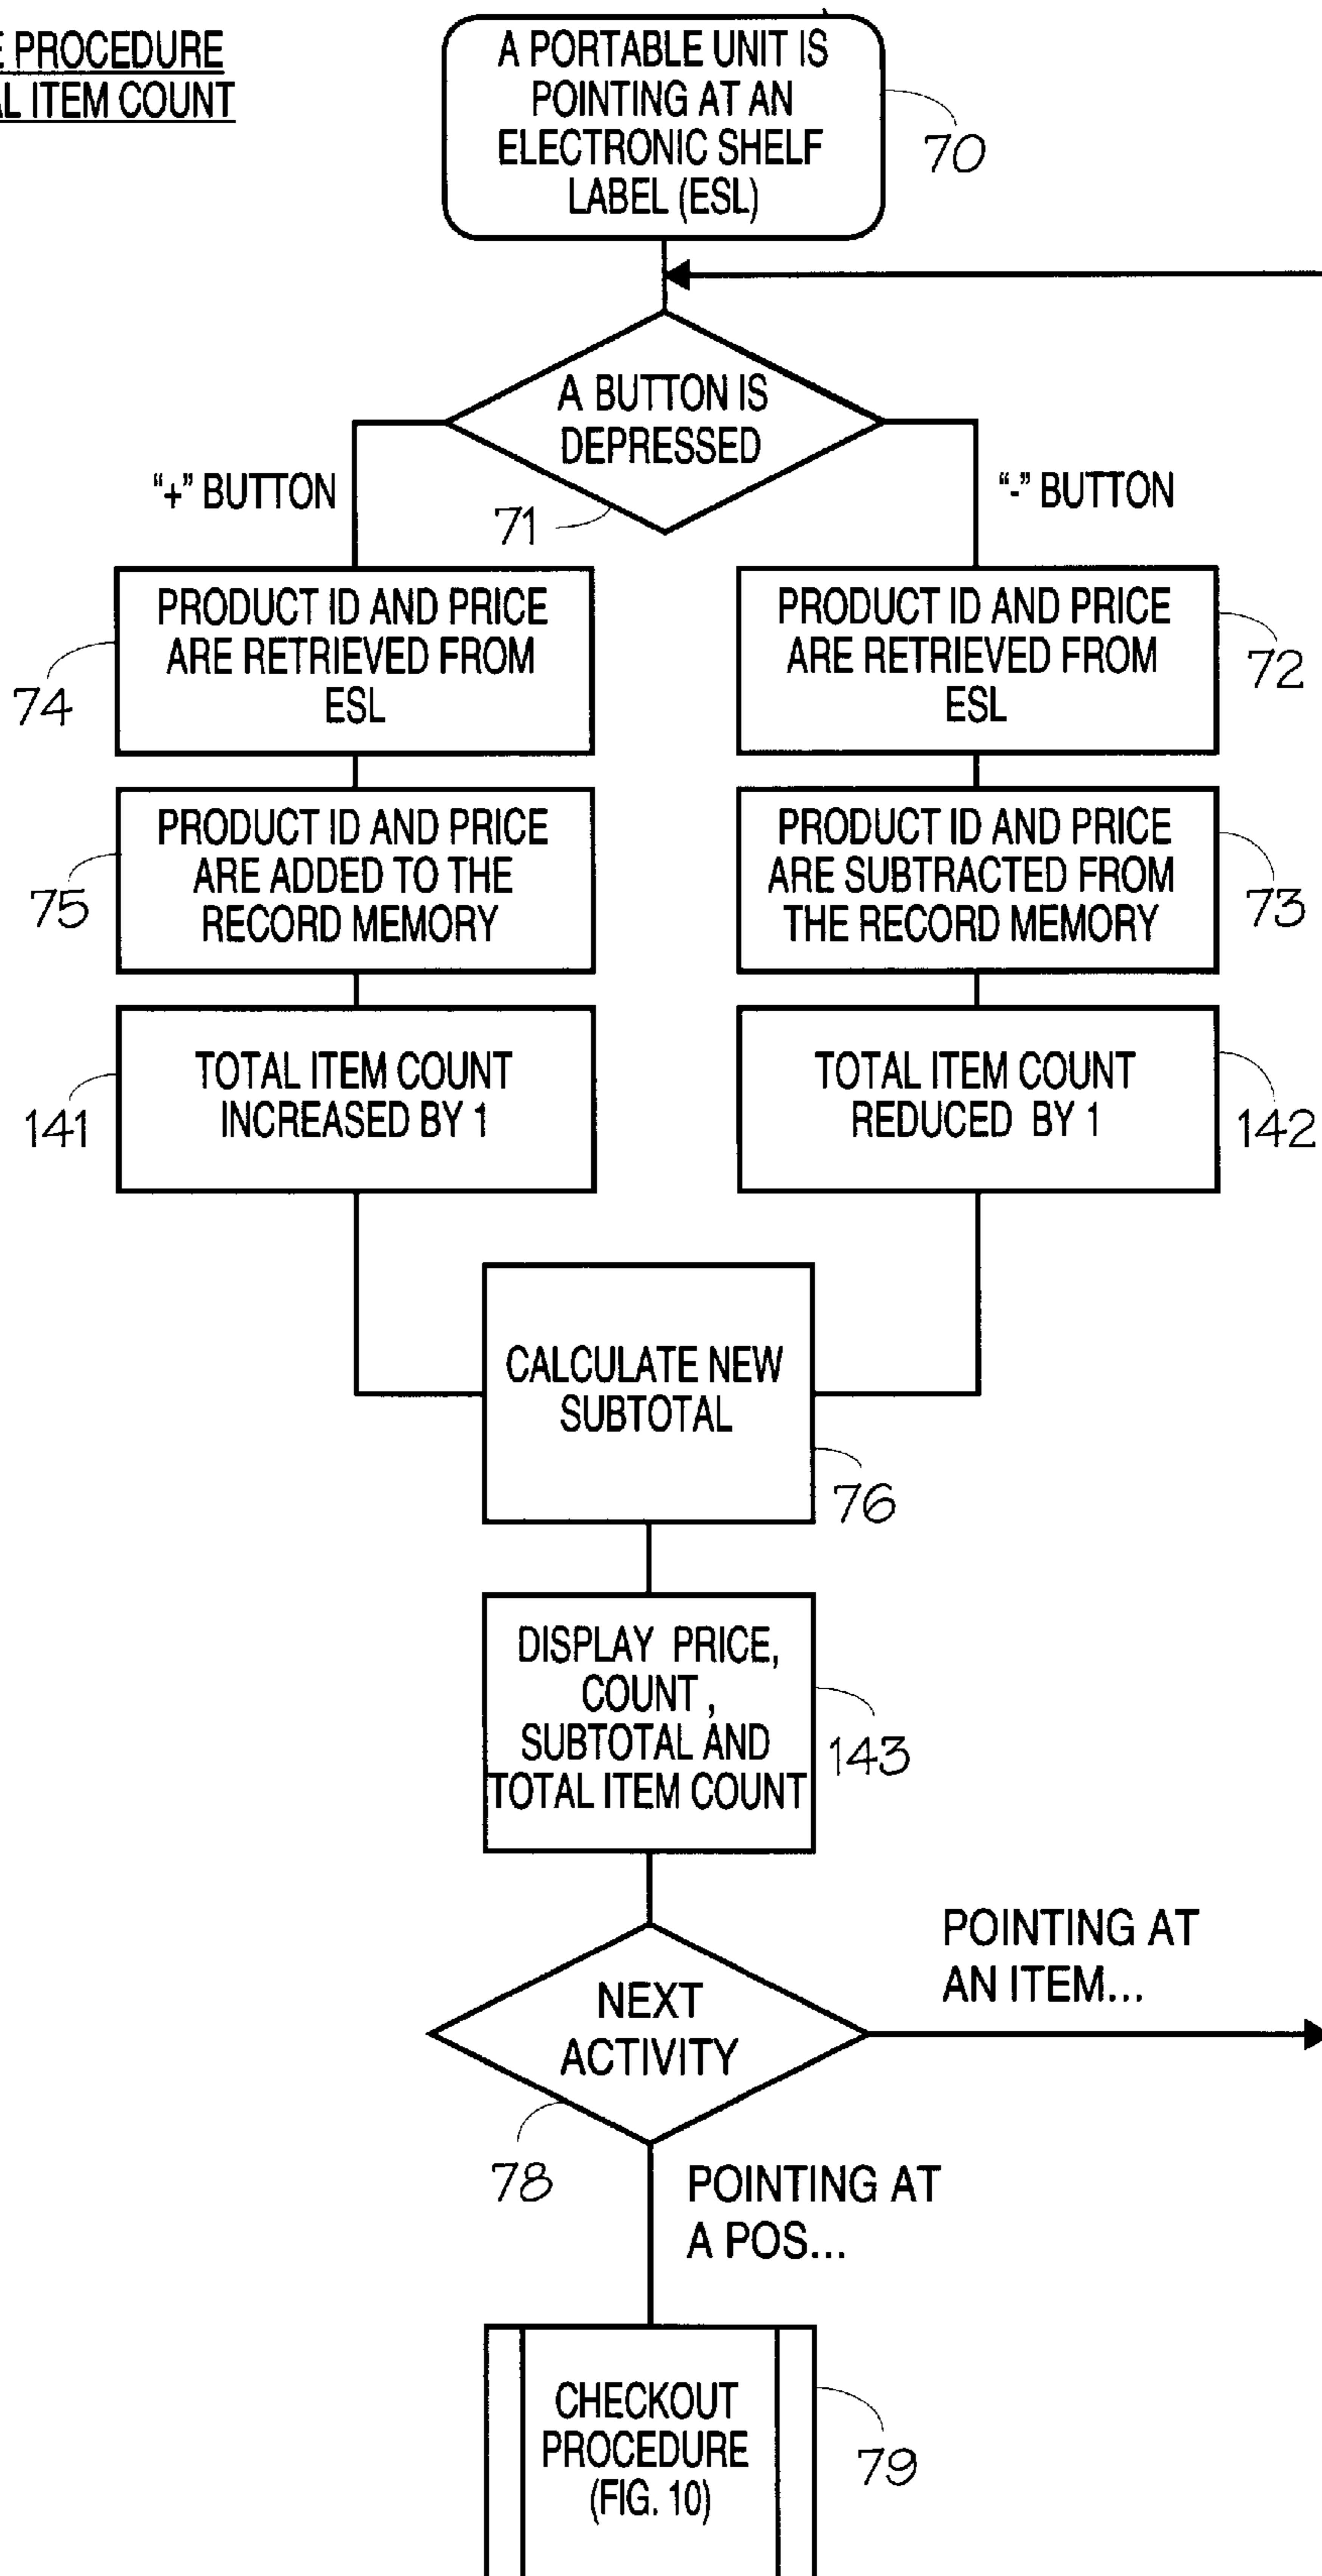 PROCEDURE
ITEM COUNT
A PORTABLE UNIT IS
POINTING AT AN
ELECTRONIC SHELF
LABEL (ESL)
70
A BUTTON IS
DEPRESSED
"+" BUTTON
71
"-" BUTTON
PRODUCT ID AND PRICE
ARE RETRIEVED FROM
ESL
74
PRODUCT ID AND PRICE
ARE RETRIEVED FROM
ESL
72
PRODUCT ID AND PRICE
ARE ADDED TO THE
RECORD MEMORY
75
PRODUCT ID AND PRICE
ARE SUBTRACTED FROM
THE RECORD MEMORY
73
TOTAL ITEM COUNT
INCREASED BY 1
141
TOTAL ITEM COUNT
REDUCED BY 1
142
CALCULATE NEW
SUBTOTAL
76
DISPLAY PRICE,
COUNT ,
SUBTOTAL AND
TOTAL ITEM COUNT
143
NEXT
ACTIVITY
78
POINTING AT
AN ITEM...
POINTING AT
A POS...
CHECKOUT
PROCEDURE
(FIG. 10)
79